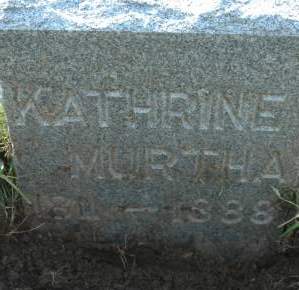 KATHRINE
MURTHA
— 1888